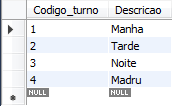 Codigo_turno Descricao
1 Manha
2 Tarde
3 Noite
4 Madru
NULL NULL